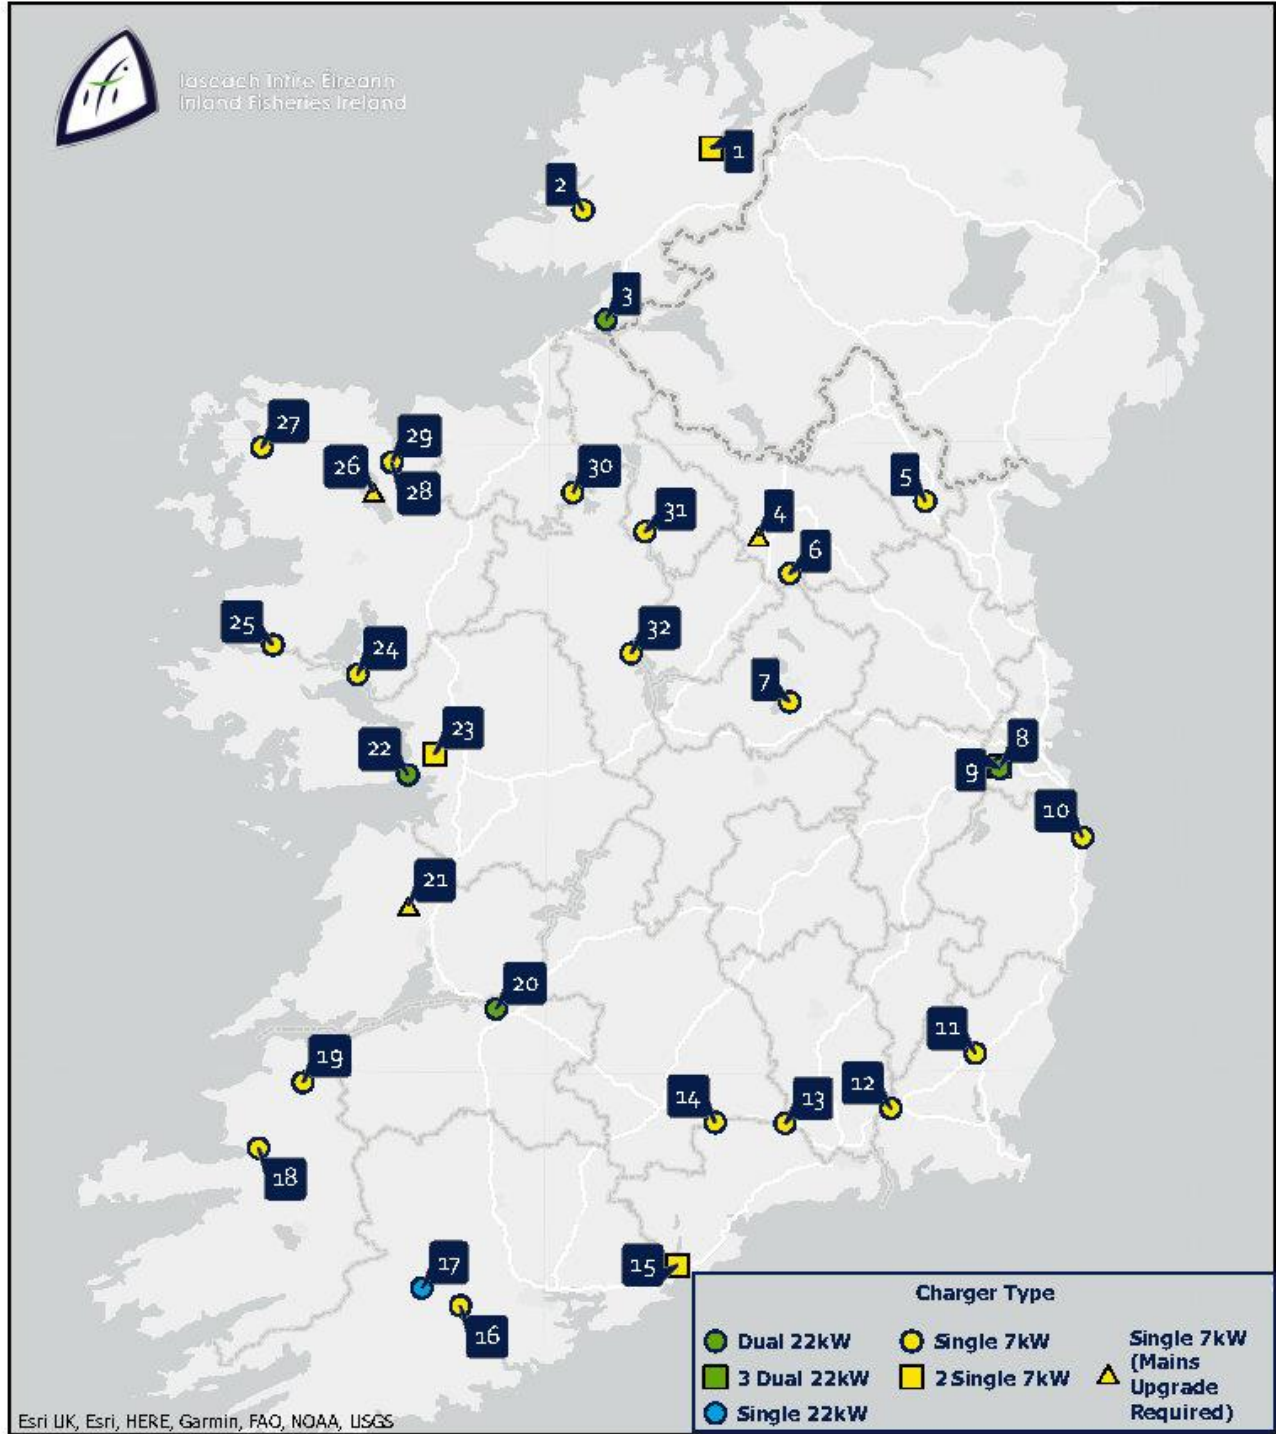 Iascach Intíre Éireann
Inland Fisheries Ireland
1
2
3
27
29
26
28
30
5
31
4
6
25
24
32
7
23
22
8
9
10
21
20
11
19
12
14
13
18
17
15
16
Charger Type
Dual 22kW
Single 7kW
Single 7kW
(Mains
Upgrade
Required)
3 Dual 22kW
2 Single 7kW
Single 22kW
Esri UK, Esri, HERE, Garmin, FAO, NOAA, USGS